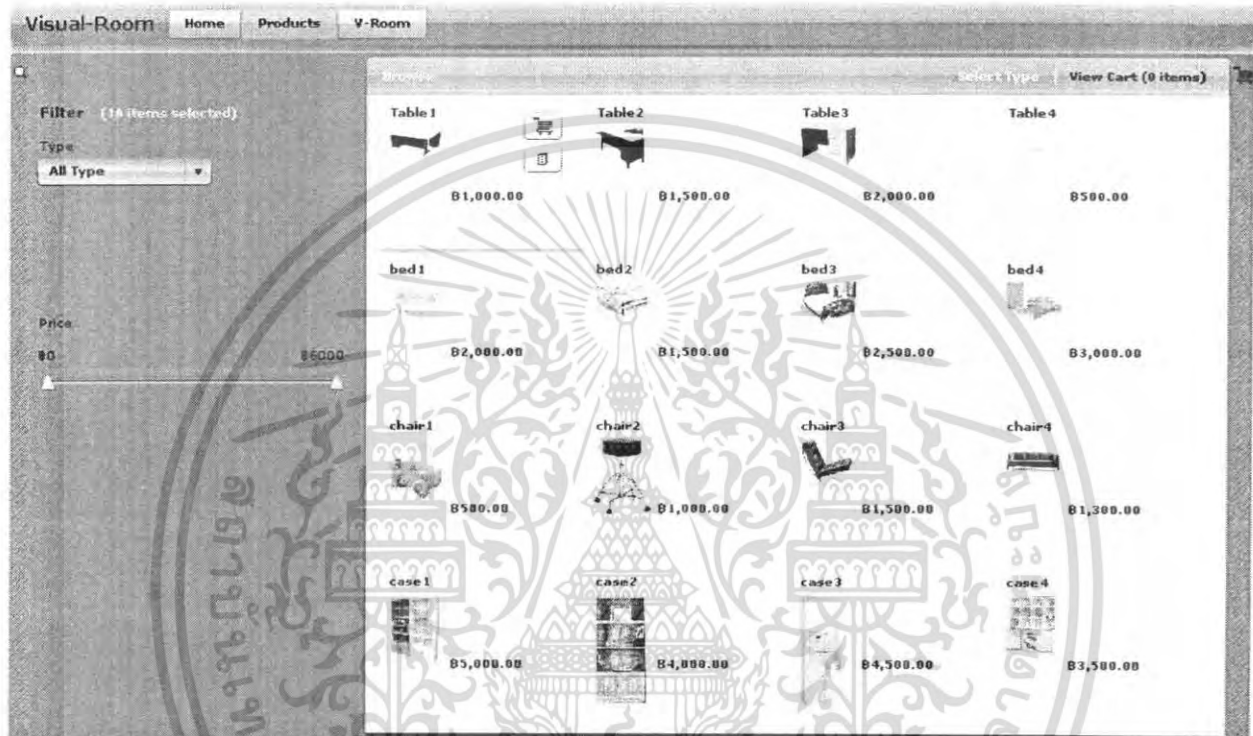 Visual-Room Home Products V-Room
Browse Select Type View Cart (0 items)
Filter (16 items selected)
Type
All Type
Price
฿0 ฿6000
Table1 Table2 Table3 Table4
฿1,000.00 ฿1,500.00 ฿2,000.00 ฿500.00
bed1 bed2 bed3 bed4
฿2,000.00 ฿1,500.00 ฿2,500.00 ฿3,000.00
chair1 chair2 chair3 chair4
฿500.00 ฿1,000.00 ฿1,500.00 ฿1,300.00
case1 case2 case3 case4
฿5,000.00 ฿4,000.00 ฿4,500.00 ฿3,500.00